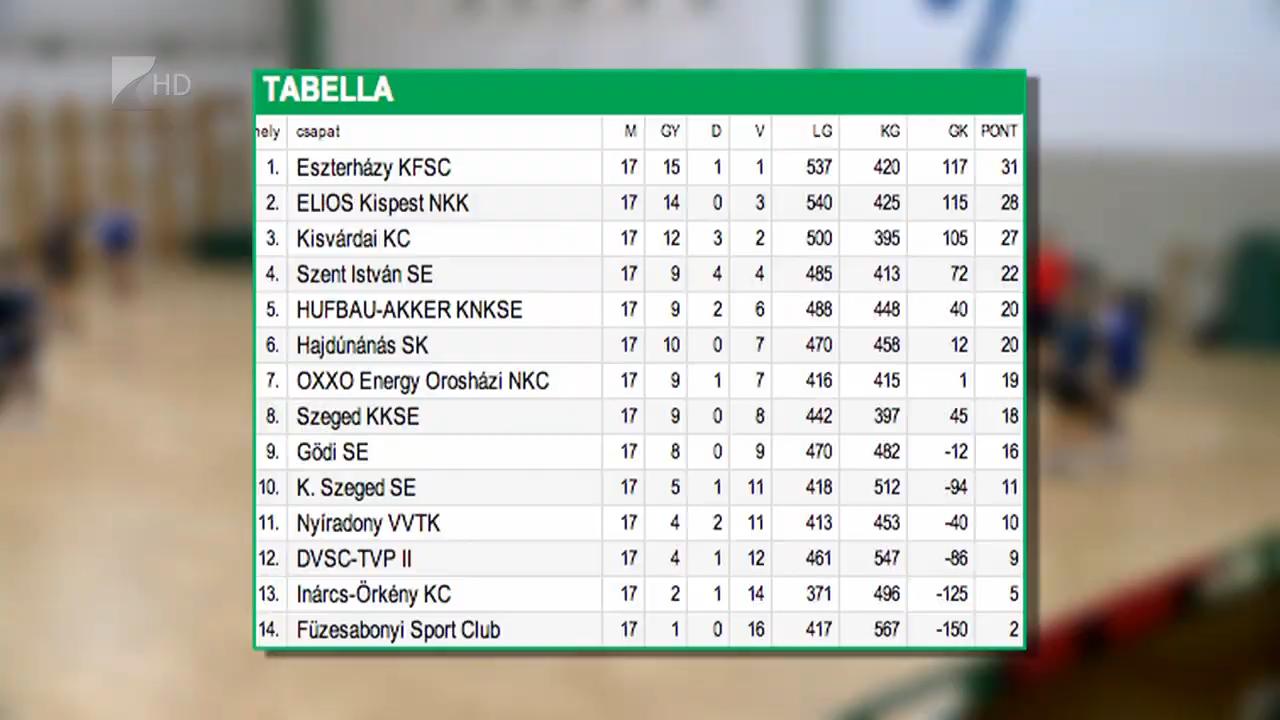 HD
TABELLA
hely csapat M GY D V LG KG GK PONT
1. Eszterházy KFSC 17 15 1 1 537 420 117 31
2. ELIOS Kispest NKK 17 14 0 3 540 425 115 28
3. Kisvárdai KC 17 12 3 2 500 395 105 27
4. Szent István SE 17 9 4 4 485 413 72 22
5. HUFBAU-AKKER KNKSE 17 9 2 6 488 448 40 20
6. Hajdúnánás SK 17 10 0 7 470 458 12 20
7. OXXO Energy Orosházi NKC 17 9 1 7 416 415 1 19
8. Szeged KKSE 17 9 0 8 442 397 45 18
9. Gödi SE 17 8 0 9 470 482 -12 16
10. K. Szeged SE 17 5 1 11 418 512 -94 11
11. Nyíradony VVTK 17 4 2 11 413 453 -40 10
12. DVSC-TVP II 17 4 1 12 461 547 -86 9
13. Inárcs-Örkény KC 17 2 1 14 371 496 -125 5
14. Füzesabonyi Sport Club 17 1 0 16 417 567 -150 2